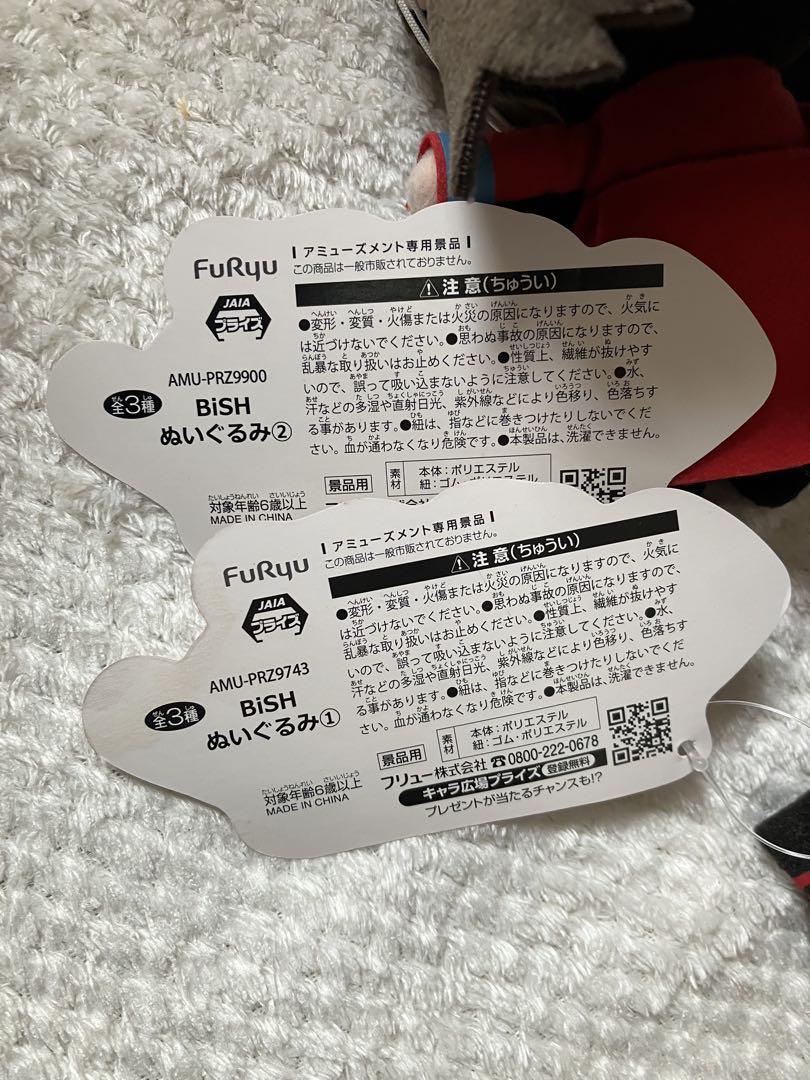 FuRyu
アミューズメント専用景品
この商品は一般市販されておりません。
JAIA
プライズ
⚠注意(ちゅうい)
●変形・変質・火傷または火災の原因になりますので、火気に
は近づけないでください。●思わぬ事故の原因になりますので、
乱暴な取り扱いはお止めください。●性質上、繊維が抜けやす
いので、誤って吸い込まないように注意してください。●水、
汗などの多湿や直射日光、紫外線などにより色移り、色落ちす
る事があります。●紐は、指などに巻きつけたりしないでくだ
さい。血が通わなくなり危険です。●本製品は、洗濯できません。
AMU-PRZ9900
全3種
BiSH
ぬいぐるみ②
対象年齢6歳以上
MADE IN CHINA
景品用
素材
本体：ポリエステル
紐：ゴム・ポリエステル
FuRyu
アミューズメント専用景品
この商品は一般市販されておりません。
JAIA
プライズ
⚠注意(ちゅうい)
●変形・変質・火傷または火災の原因になりますので、火気に
は近づけないでください。●思わぬ事故の原因になりますので、
乱暴な取り扱いはお止めください。●性質上、繊維が抜けやす
いので、誤って吸い込まないように注意してください。●水、
汗などの多湿や直射日光、紫外線などにより色移り、色落ちす
る事があります。●紐は、指などに巻きつけたりしないでくだ
さい。血が通わなくなり危険です。●本製品は、洗濯できません。
AMU-PRZ9743
全3種
BiSH
ぬいぐるみ①
対象年齢6歳以上
MADE IN CHINA
景品用
素材
本体：ポリエステル
紐：ゴム・ポリエステル
フリュー株式会社 ☎0800-222-0678
キャラ広場プライズ 登録無料
プレゼントが当たるチャンスも!?